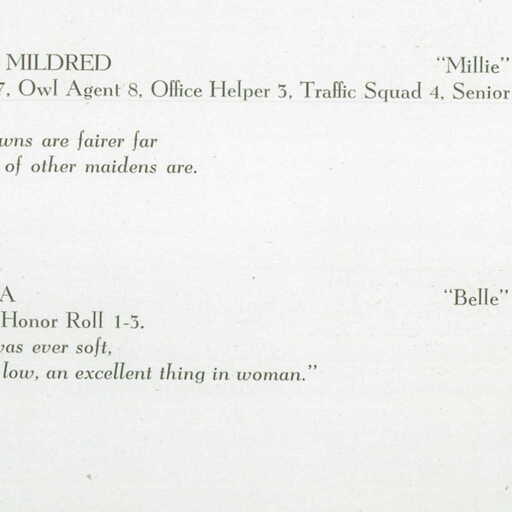 MILDRED "Millie"
7, Owl Agent 8, Office Helper 3, Traffic Squad 4, Senior
wns are fairer far
of other maidens are.
A "Belle"
Honor Roll 1-3.
was ever soft,
low, an excellent thing in woman."